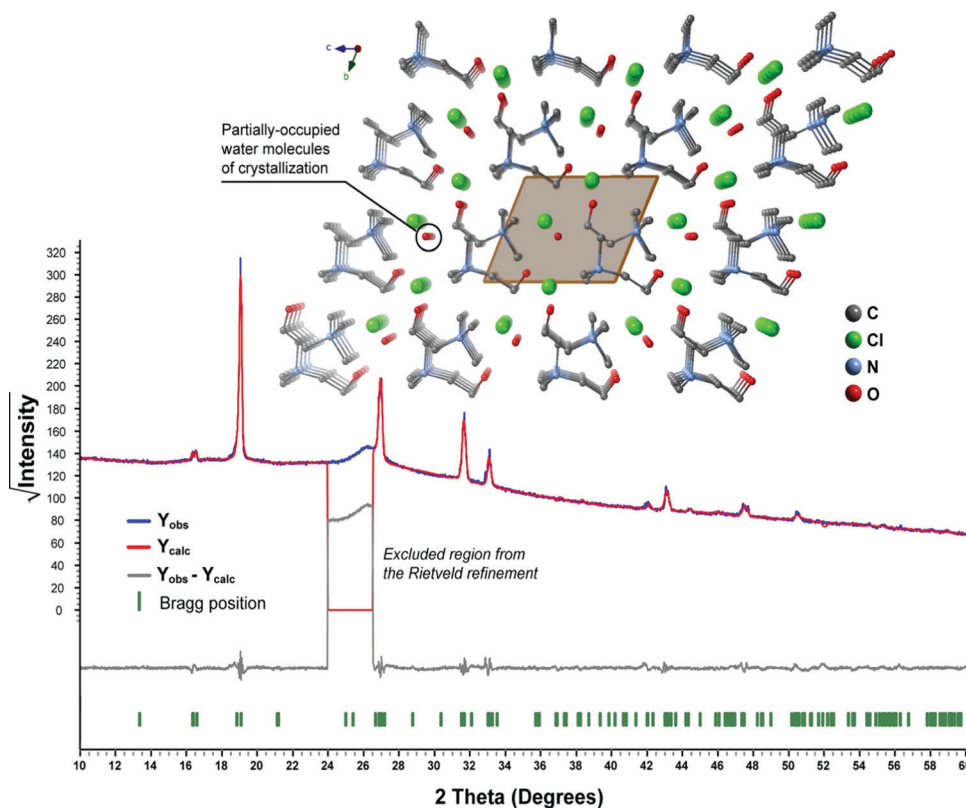 c
b
Partially-occupied
water molecules
of crystallization
C
Cl
N
O
320
300
280
260
240
220
200
180
160
140
120
100
80
60
40
20
0
√Intensity
Yobs
Ycalc
Yobs - Ycalc
Bragg position
Excluded region from
the Rietveld refinement
10 12 14 16 18 20 22 24 26 28 30 32 34 36 38 40 42 44 46 48 50 52 54 56 58 60
2 Theta (Degrees)